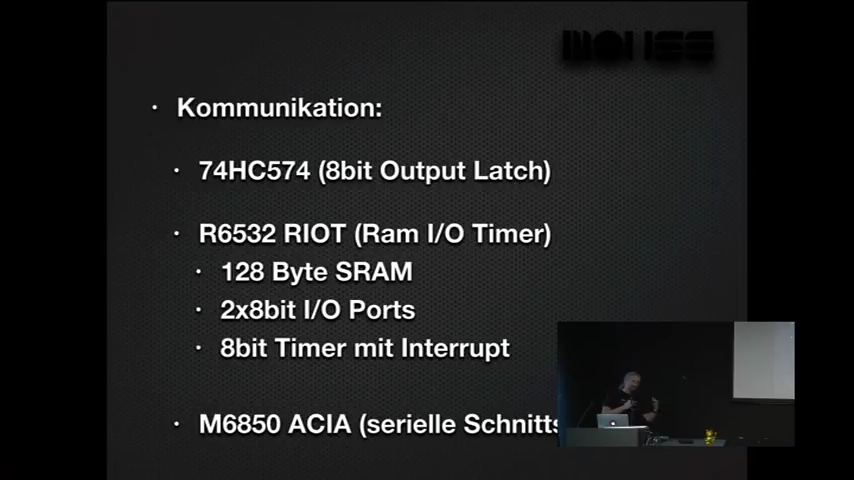 Kommunikation:
74HC574 (8bit Output Latch)
R6532 RIOT (Ram I/O Timer)
128 Byte SRAM
2x8bit I/O Ports
8bit Timer mit Interrupt
M6850 ACIA (serielle Schnitts